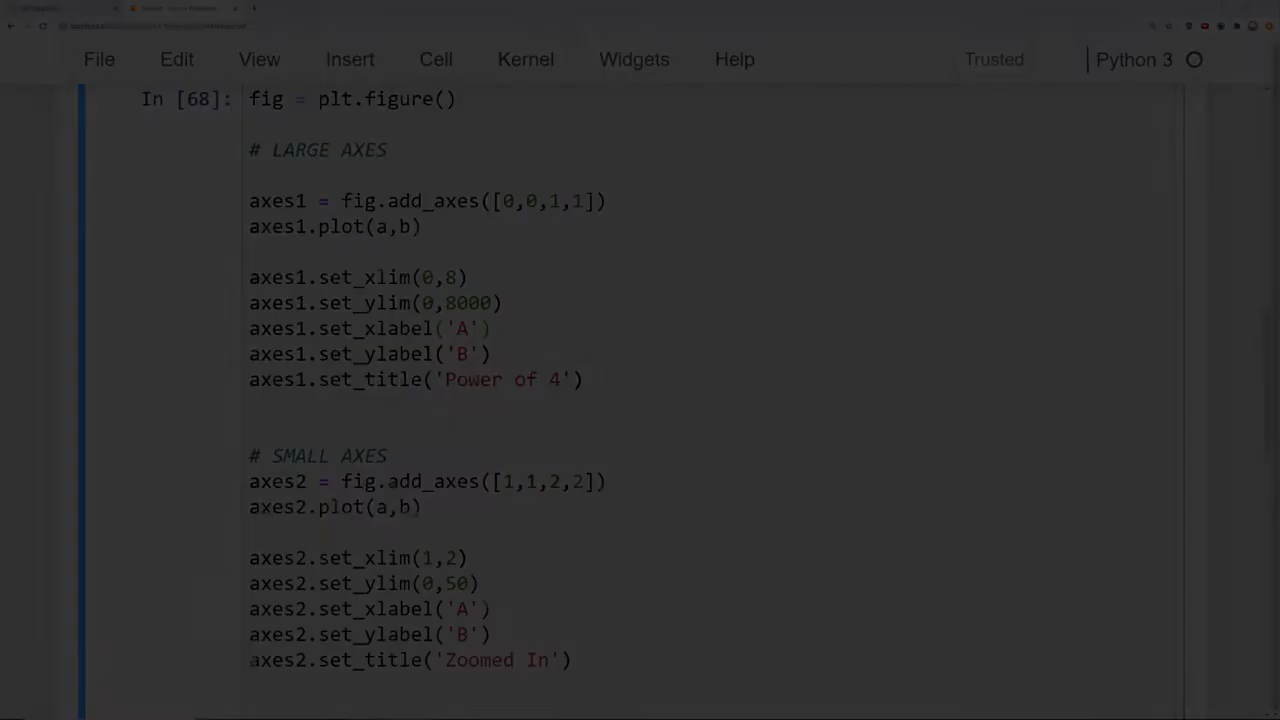 File Edit View Insert Cell Kernel Widgets Help Trusted Python 3
In [68]: fig = plt.figure()
# LARGE AXES
axes1 = fig.add_axes([0,0,1,1])
axes1.plot(a,b)
axes1.set_xlim(0,8)
axes1.set_ylim(0,8000)
axes1.set_xlabel('A')
axes1.set_ylabel('B')
axes1.set_title('Power of 4')
# SMALL AXES
axes2 = fig.add_axes([1,1,2,2])
axes2.plot(a,b)
axes2.set_xlim(1,2)
axes2.set_ylim(0,50)
axes2.set_xlabel('A')
axes2.set_ylabel('B')
axes2.set_title('Zoomed In')